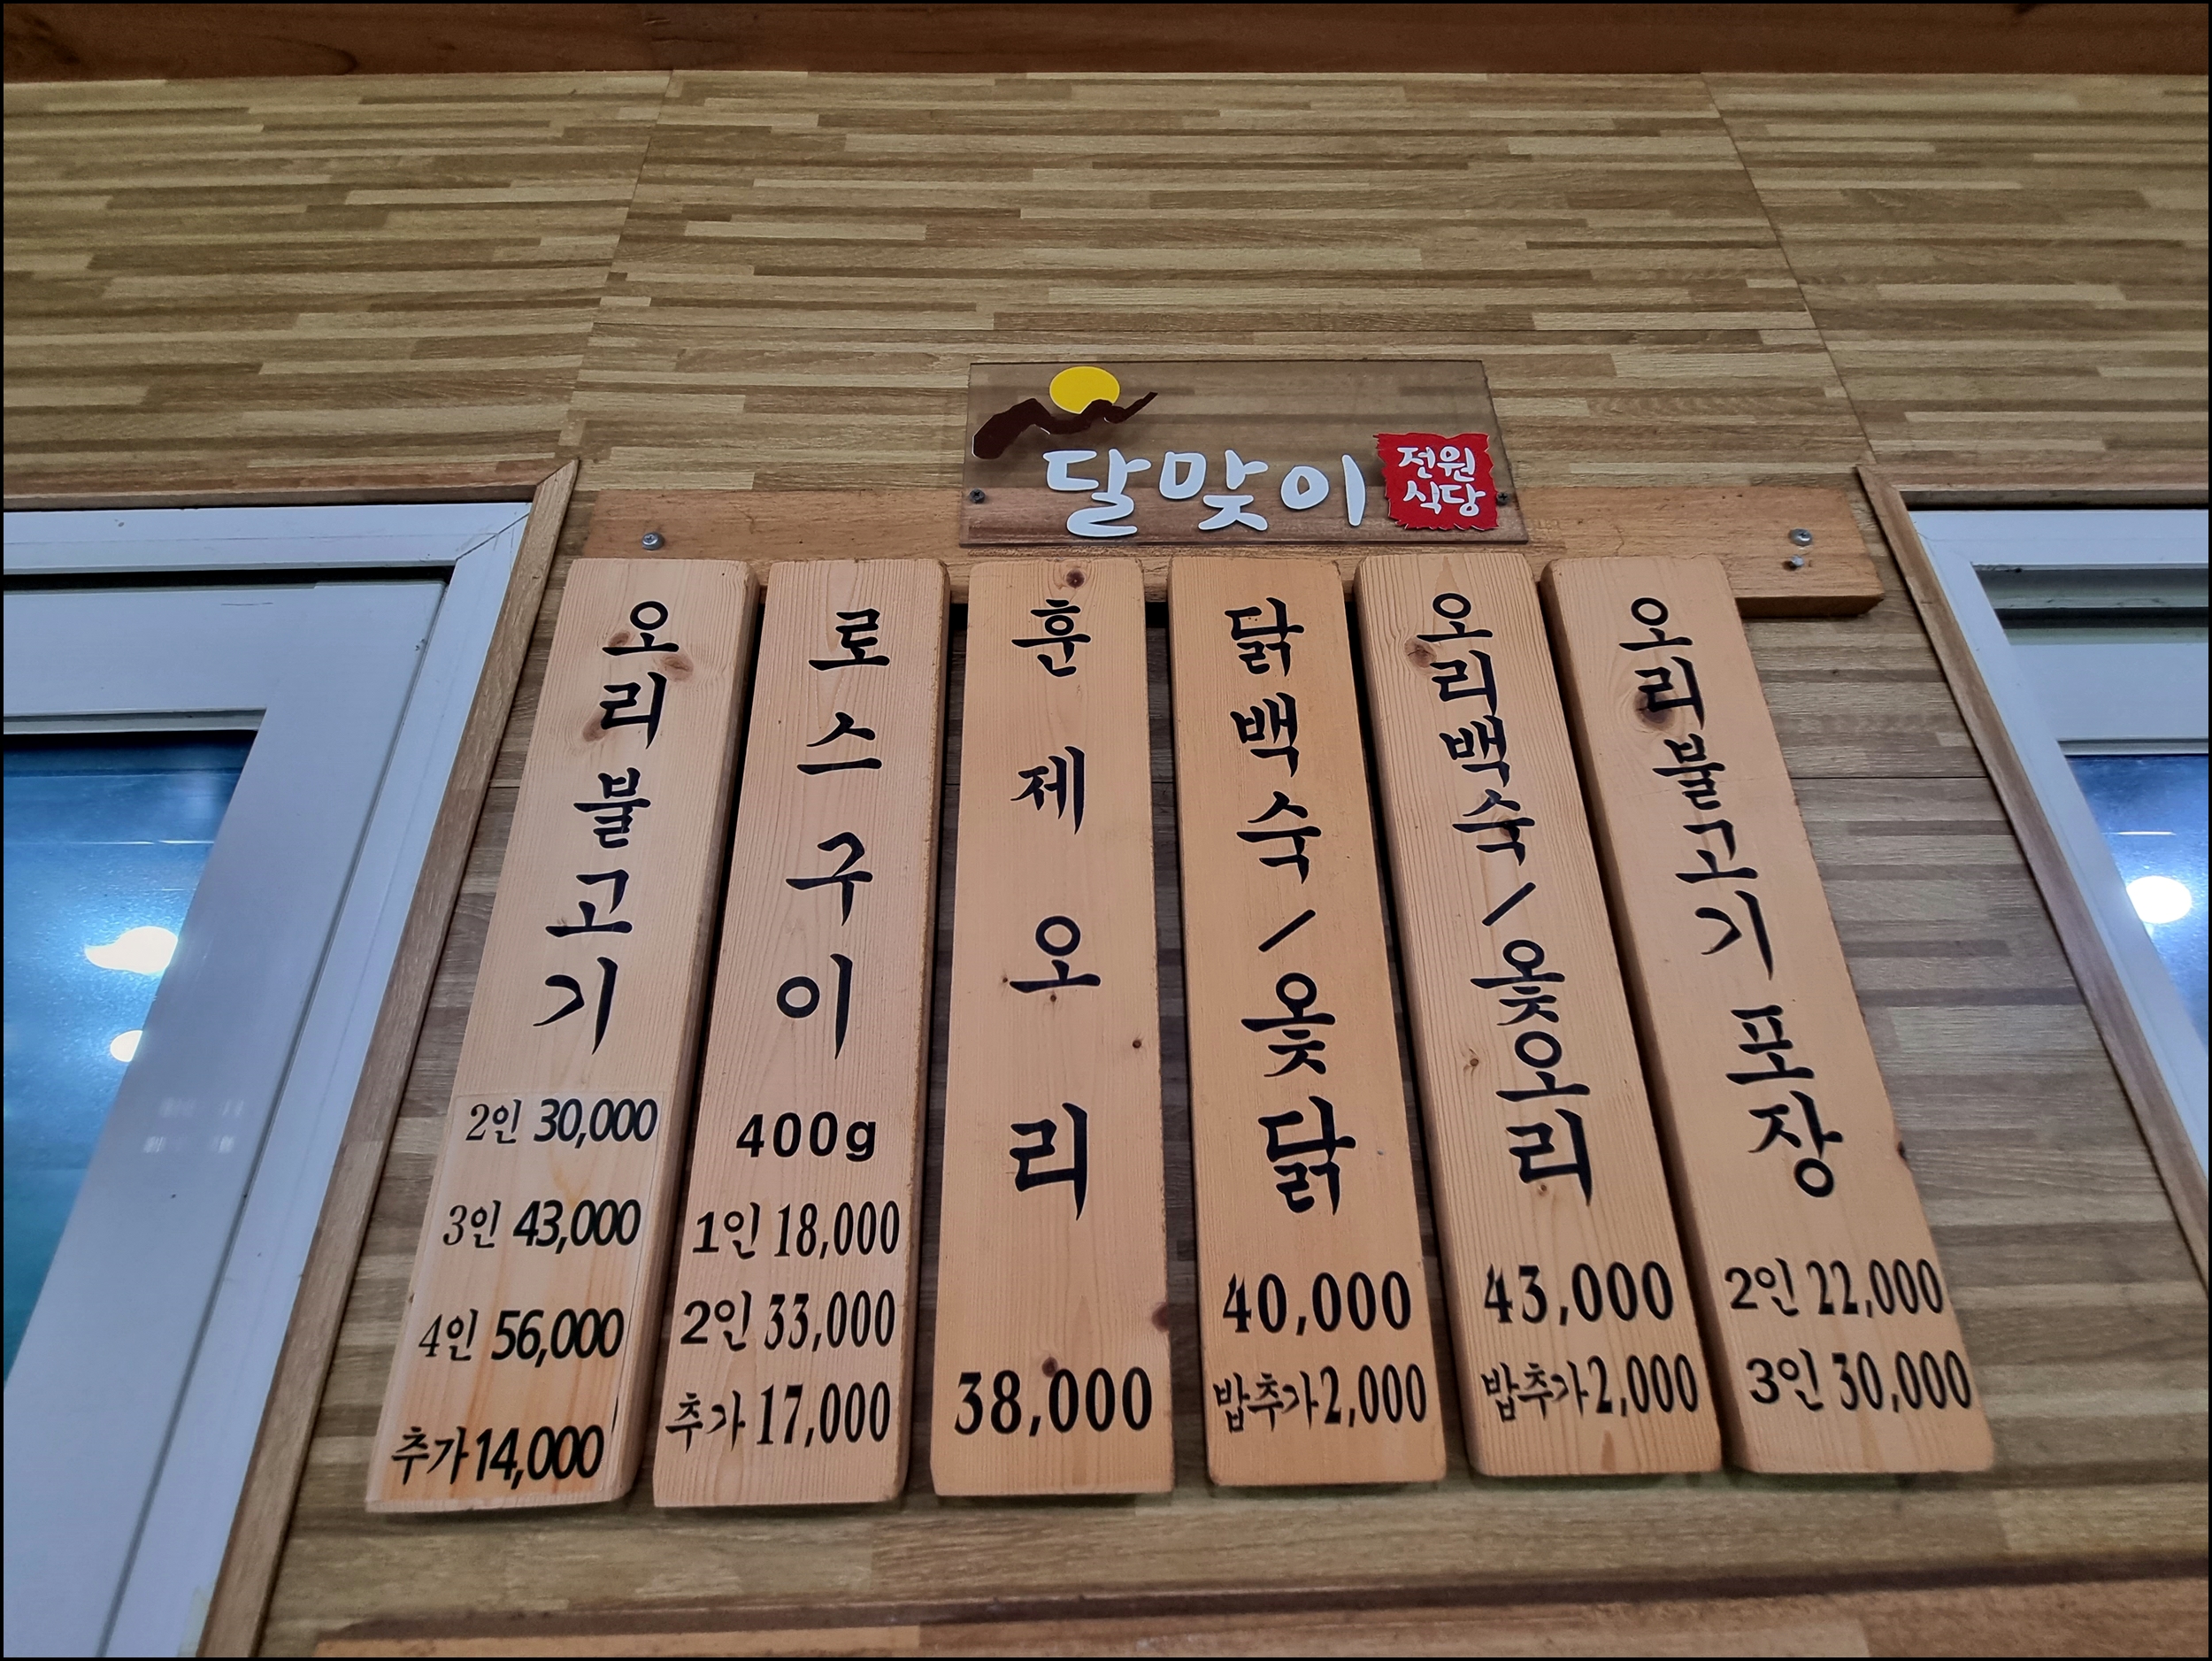 달맞이
전원
식당
오리불고기
2인 30,000
3인 43,000
4인 56,000
추가 14,000
로스구이
400g
1인 18,000
2인 33,000
추가 17,000
훈제오리
38,000
닭백숙/옻닭
40,000
밥추가 2,000
오리백숙/옻오리
43,000
밥추가 2,000
오리불고기 포장
2인 22,000
3인 30,000